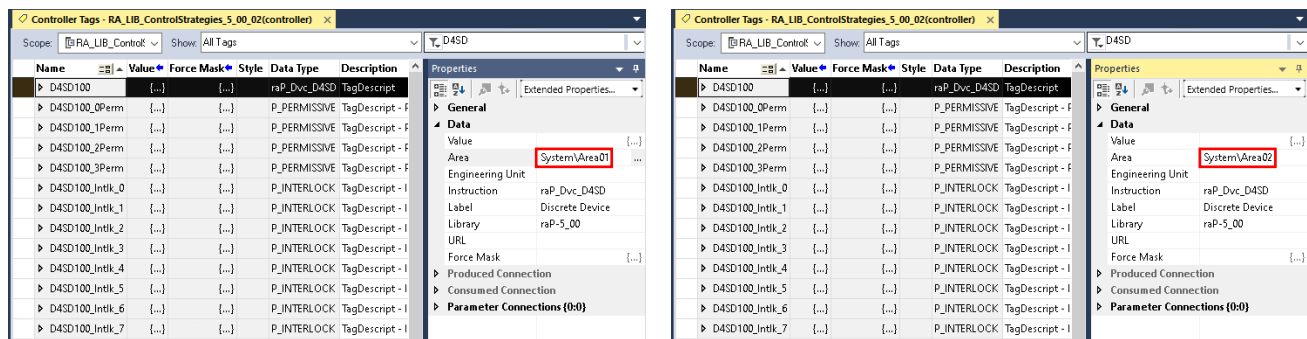 Controller Tags - RA_LIB_ControlStrategies_5_00_02(controller) ×
Scope: RA_LIB_Control Show: All Tags D4SD
Name Value Force Mask Style Data Type Description
D4SD100 {...} {...} raP_Dvc_D4SD TagDescript
D4SD100_0Perm {...} {...} P_PERMISSIVE TagDescript - P
D4SD100_1Perm {...} {...} P_PERMISSIVE TagDescript - P
D4SD100_2Perm {...} {...} P_PERMISSIVE TagDescript - P
D4SD100_3Perm {...} {...} P_PERMISSIVE TagDescript - P
D4SD100_Intlk_0 {...} {...} P_INTERLOCK TagDescript - I
D4SD100_Intlk_1 {...} {...} P_INTERLOCK TagDescript - I
D4SD100_Intlk_2 {...} {...} P_INTERLOCK TagDescript - I
D4SD100_Intlk_3 {...} {...} P_INTERLOCK TagDescript - I
D4SD100_Intlk_4 {...} {...} P_INTERLOCK TagDescript - I
D4SD100_Intlk_5 {...} {...} P_INTERLOCK TagDescript - I
D4SD100_Intlk_6 {...} {...} P_INTERLOCK TagDescript - I
D4SD100_Intlk_7 {...} {...} P_INTERLOCK TagDescript - I
Properties
Extended Properties...
General
Data
Value {...}
Area System\Area01 ...
Engineering Unit
Instruction raP_Dvc_D4SD
Label Discrete Device
Library raP-5_00
URL
Force Mask {...}
Produced Connection
Consumed Connection
Parameter Connections {0:0}
Controller Tags - RA_LIB_ControlStrategies_5_00_02(controller) ×
Scope: RA_LIB_Control Show: All Tags D4SD
Name Value Force Mask Style Data Type Description
D4SD100 {...} {...} raP_Dvc_D4SD TagDescript
D4SD100_0Perm {...} {...} P_PERMISSIVE TagDescript - P
D4SD100_1Perm {...} {...} P_PERMISSIVE TagDescript - P
D4SD100_2Perm {...} {...} P_PERMISSIVE TagDescript - P
D4SD100_3Perm {...} {...} P_PERMISSIVE TagDescript - P
D4SD100_Intlk_0 {...} {...} P_INTERLOCK TagDescript - I
D4SD100_Intlk_1 {...} {...} P_INTERLOCK TagDescript - I
D4SD100_Intlk_2 {...} {...} P_INTERLOCK TagDescript - I
D4SD100_Intlk_3 {...} {...} P_INTERLOCK TagDescript - I
D4SD100_Intlk_4 {...} {...} P_INTERLOCK TagDescript - I
D4SD100_Intlk_5 {...} {...} P_INTERLOCK TagDescript - I
D4SD100_Intlk_6 {...} {...} P_INTERLOCK TagDescript - I
D4SD100_Intlk_7 {...} {...} P_INTERLOCK TagDescript - I
Properties
Extended Properties...
General
Data
Value {...}
Area System\Area02
Engineering Unit
Instruction raP_Dvc_D4SD
Label Discrete Device
Library raP-5_00
URL
Force Mask {...}
Produced Connection
Consumed Connection
Parameter Connections {0:0}